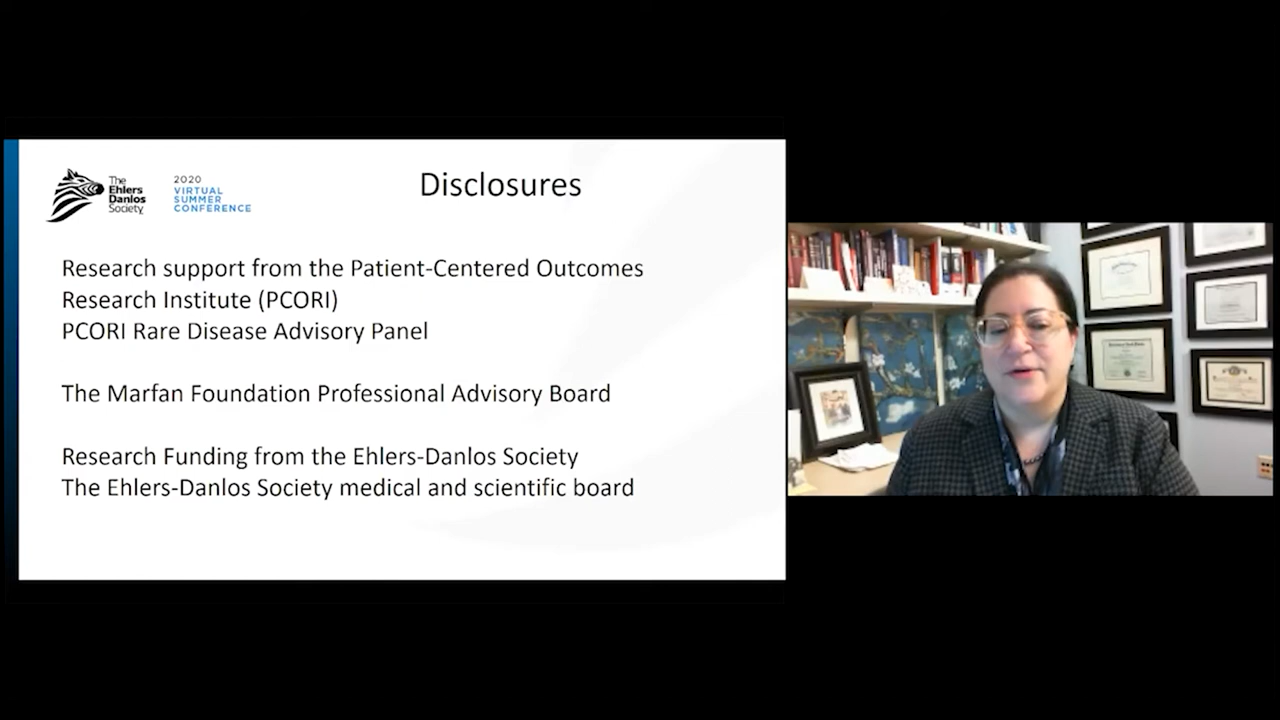 The
Ehlers
Danlos
Society
2020
VIRTUAL
SUMMER
CONFERENCE
Disclosures
Research support from the Patient-Centered Outcomes
Research Institute (PCORI)
PCORI Rare Disease Advisory Panel
The Marfan Foundation Professional Advisory Board
Research Funding from the Ehlers-Danlos Society
The Ehlers-Danlos Society medical and scientific board